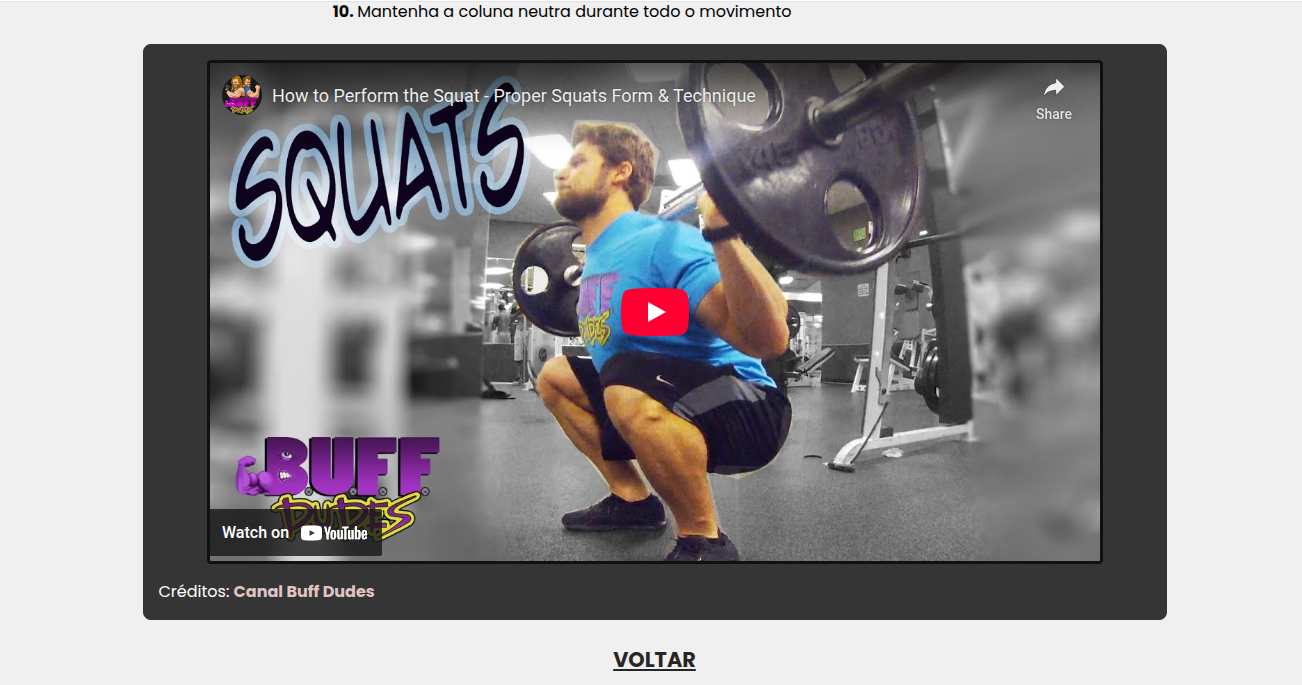 10. Mantenha a coluna neutra durante todo o movimento
How to Perform the Squat - Proper Squats Form & Technique
Share
SQUATS
BUFF
DUDES
B.U.F.F.
DUDES
Watch on YouTube
Créditos: Canal Buff Dudes
VOLTAR